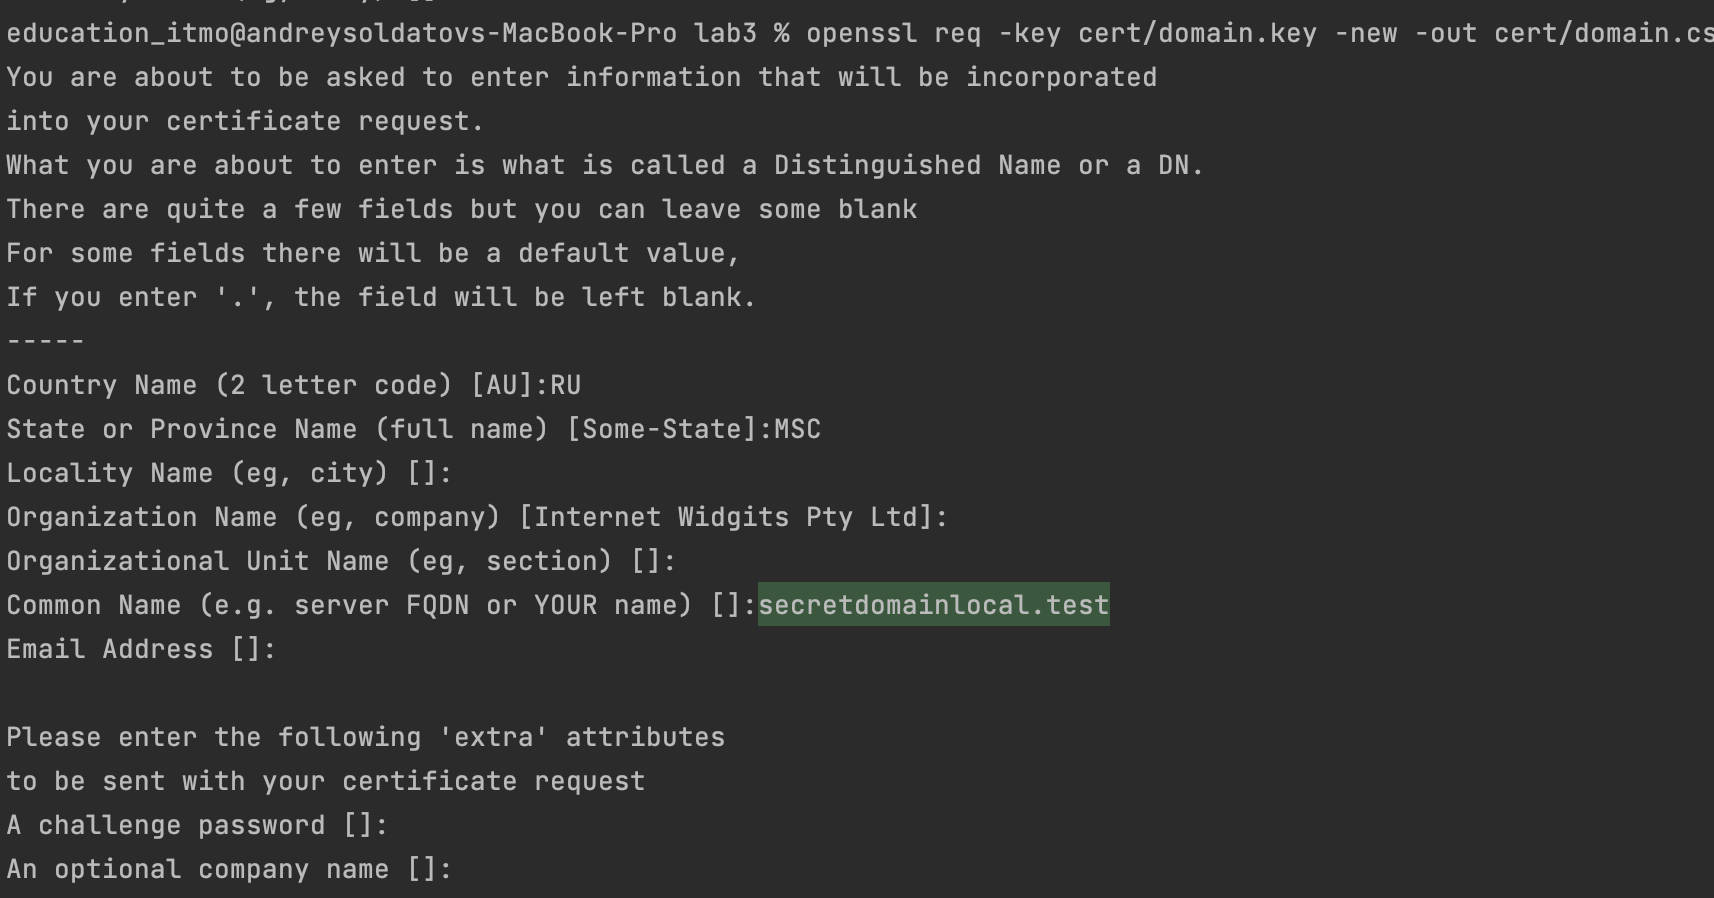 education_itmo@andreysoldatovs-MacBook-Pro lab3 % openssl req -key cert/domain.key -new -out cert/domain.cs
You are about to be asked to enter information that will be incorporated
into your certificate request.
What you are about to enter is what is called a Distinguished Name or a DN.
There are quite a few fields but you can leave some blank
For some fields there will be a default value,
If you enter '.', the field will be left blank.
-----
Country Name (2 letter code) [AU]:RU
State or Province Name (full name) [Some-State]:MSC
Locality Name (eg, city) []:
Organization Name (eg, company) [Internet Widgits Pty Ltd]:
Organizational Unit Name (eg, section) []:
Common Name (e.g. server FQDN or YOUR name) []:secretdomainlocal.test
Email Address []:
Please enter the following 'extra' attributes
to be sent with your certificate request
A challenge password []:
An optional company name []: